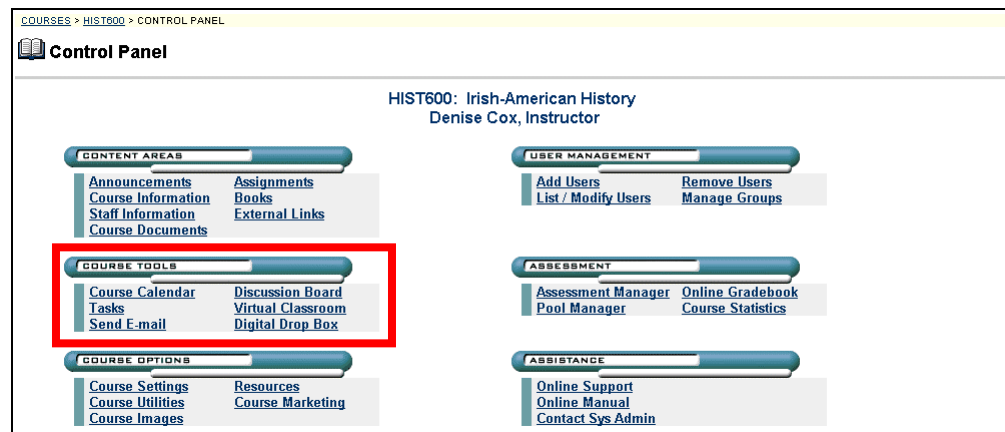 COURSES > HIST600 > CONTROL PANEL
Control Panel
HIST600: Irish-American History
Denise Cox, Instructor
CONTENT AREAS
Announcements Assignments
Course Information Books
Staff Information External Links
Course Documents
USER MANAGEMENT
Add Users Remove Users
List / Modify Users Manage Groups
COURSE TOOLS
Course Calendar Discussion Board
Tasks Virtual Classroom
Send E-mail Digital Drop Box
ASSESSMENT
Assessment Manager Online Gradebook
Pool Manager Course Statistics
COURSE OPTIONS
Course Settings Resources
Course Utilities Course Marketing
Course Images
ASSISTANCE
Online Support
Online Manual
Contact Sys Admin